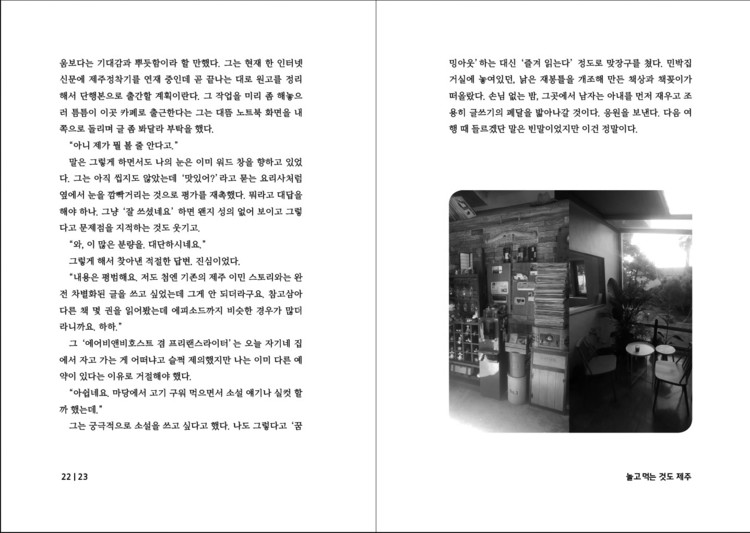 움보다는 기대감과 뿌듯함이라 할 만했다. 그는 현재 한 인터넷
신문에 제주정착기를 연재 중인데 곧 끝나는 대로 원고를 정리
해서 단행본으로 출간할 계획이란다. 그 작업을 미리 좀 해놓으
러 틈틈이 이곳 카페로 출근한다는 그는 대뜸 노트북 화면을 내
쪽으로 들리며 글 좀 봐달라 부탁을 했다.
“아니 제가 뭘 볼 줄 안다고.”
말은 그렇게 하면서도 나의 눈은 이미 워드 창을 향하고 있었
다. 그는 아직 씹지도 않았는데 ‘맛있어?’라고 묻는 요리사처럼
옆에서 눈을 깜빡거리는 것으로 평가를 재촉했다. 뭐라고 대답을
해야 하나. 그냥 ‘잘 쓰셨네요’ 하면 왠지 성의 없어 보이고 그렇
다고 문제점을 지적하는 것도 웃기고.
“와, 이 많은 분량을. 대단하시네요.”
그렇게 해서 찾아낸 적절한 답변. 진심이었다.
“내용은 평범해요. 저도 첨엔 기존의 제주 이민 스토리와는 완
전 차별화된 글을 쓰고 싶었는데 그게 안 되더라구요. 참고삼아
다른 책 몇 권을 읽어봤는데 에피소드까지 비슷한 경우가 많더
라니까요. 하하.”
그 ‘에어비앤비호스트 겸 프리랜스라이터’는 오늘 자기네 집
에서 자고 가는 게 어떠냐고 슬쩍 제의했지만 나는 이미 다른 예
약이 있다는 이유로 거절해야 했다.
“아쉽네요. 마당에서 고기 구워 먹으면서 소설 얘기나 실컷 할
까 했는데.”
그는 궁극적으로 소설을 쓰고 싶다고 했다. 나도 그렇다고 ‘꿈
22 | 23
밍아웃’하는 대신 ‘즐겨 읽는다’ 정도로 맞장구를 쳤다. 민박집
거실에 놓여있던, 낡은 재봉틀을 개조해 만든 책상과 책꽂이가
떠올랐다. 손님 없는 밤, 그곳에서 남자는 아내를 먼저 재우고 조
용히 글쓰기의 페달을 밟아나갈 것이다. 응원을 보낸다. 다음 여
행 때 들르겠단 말은 빈말이었지만 이건 정말이다.
놀고먹는 것도 제주